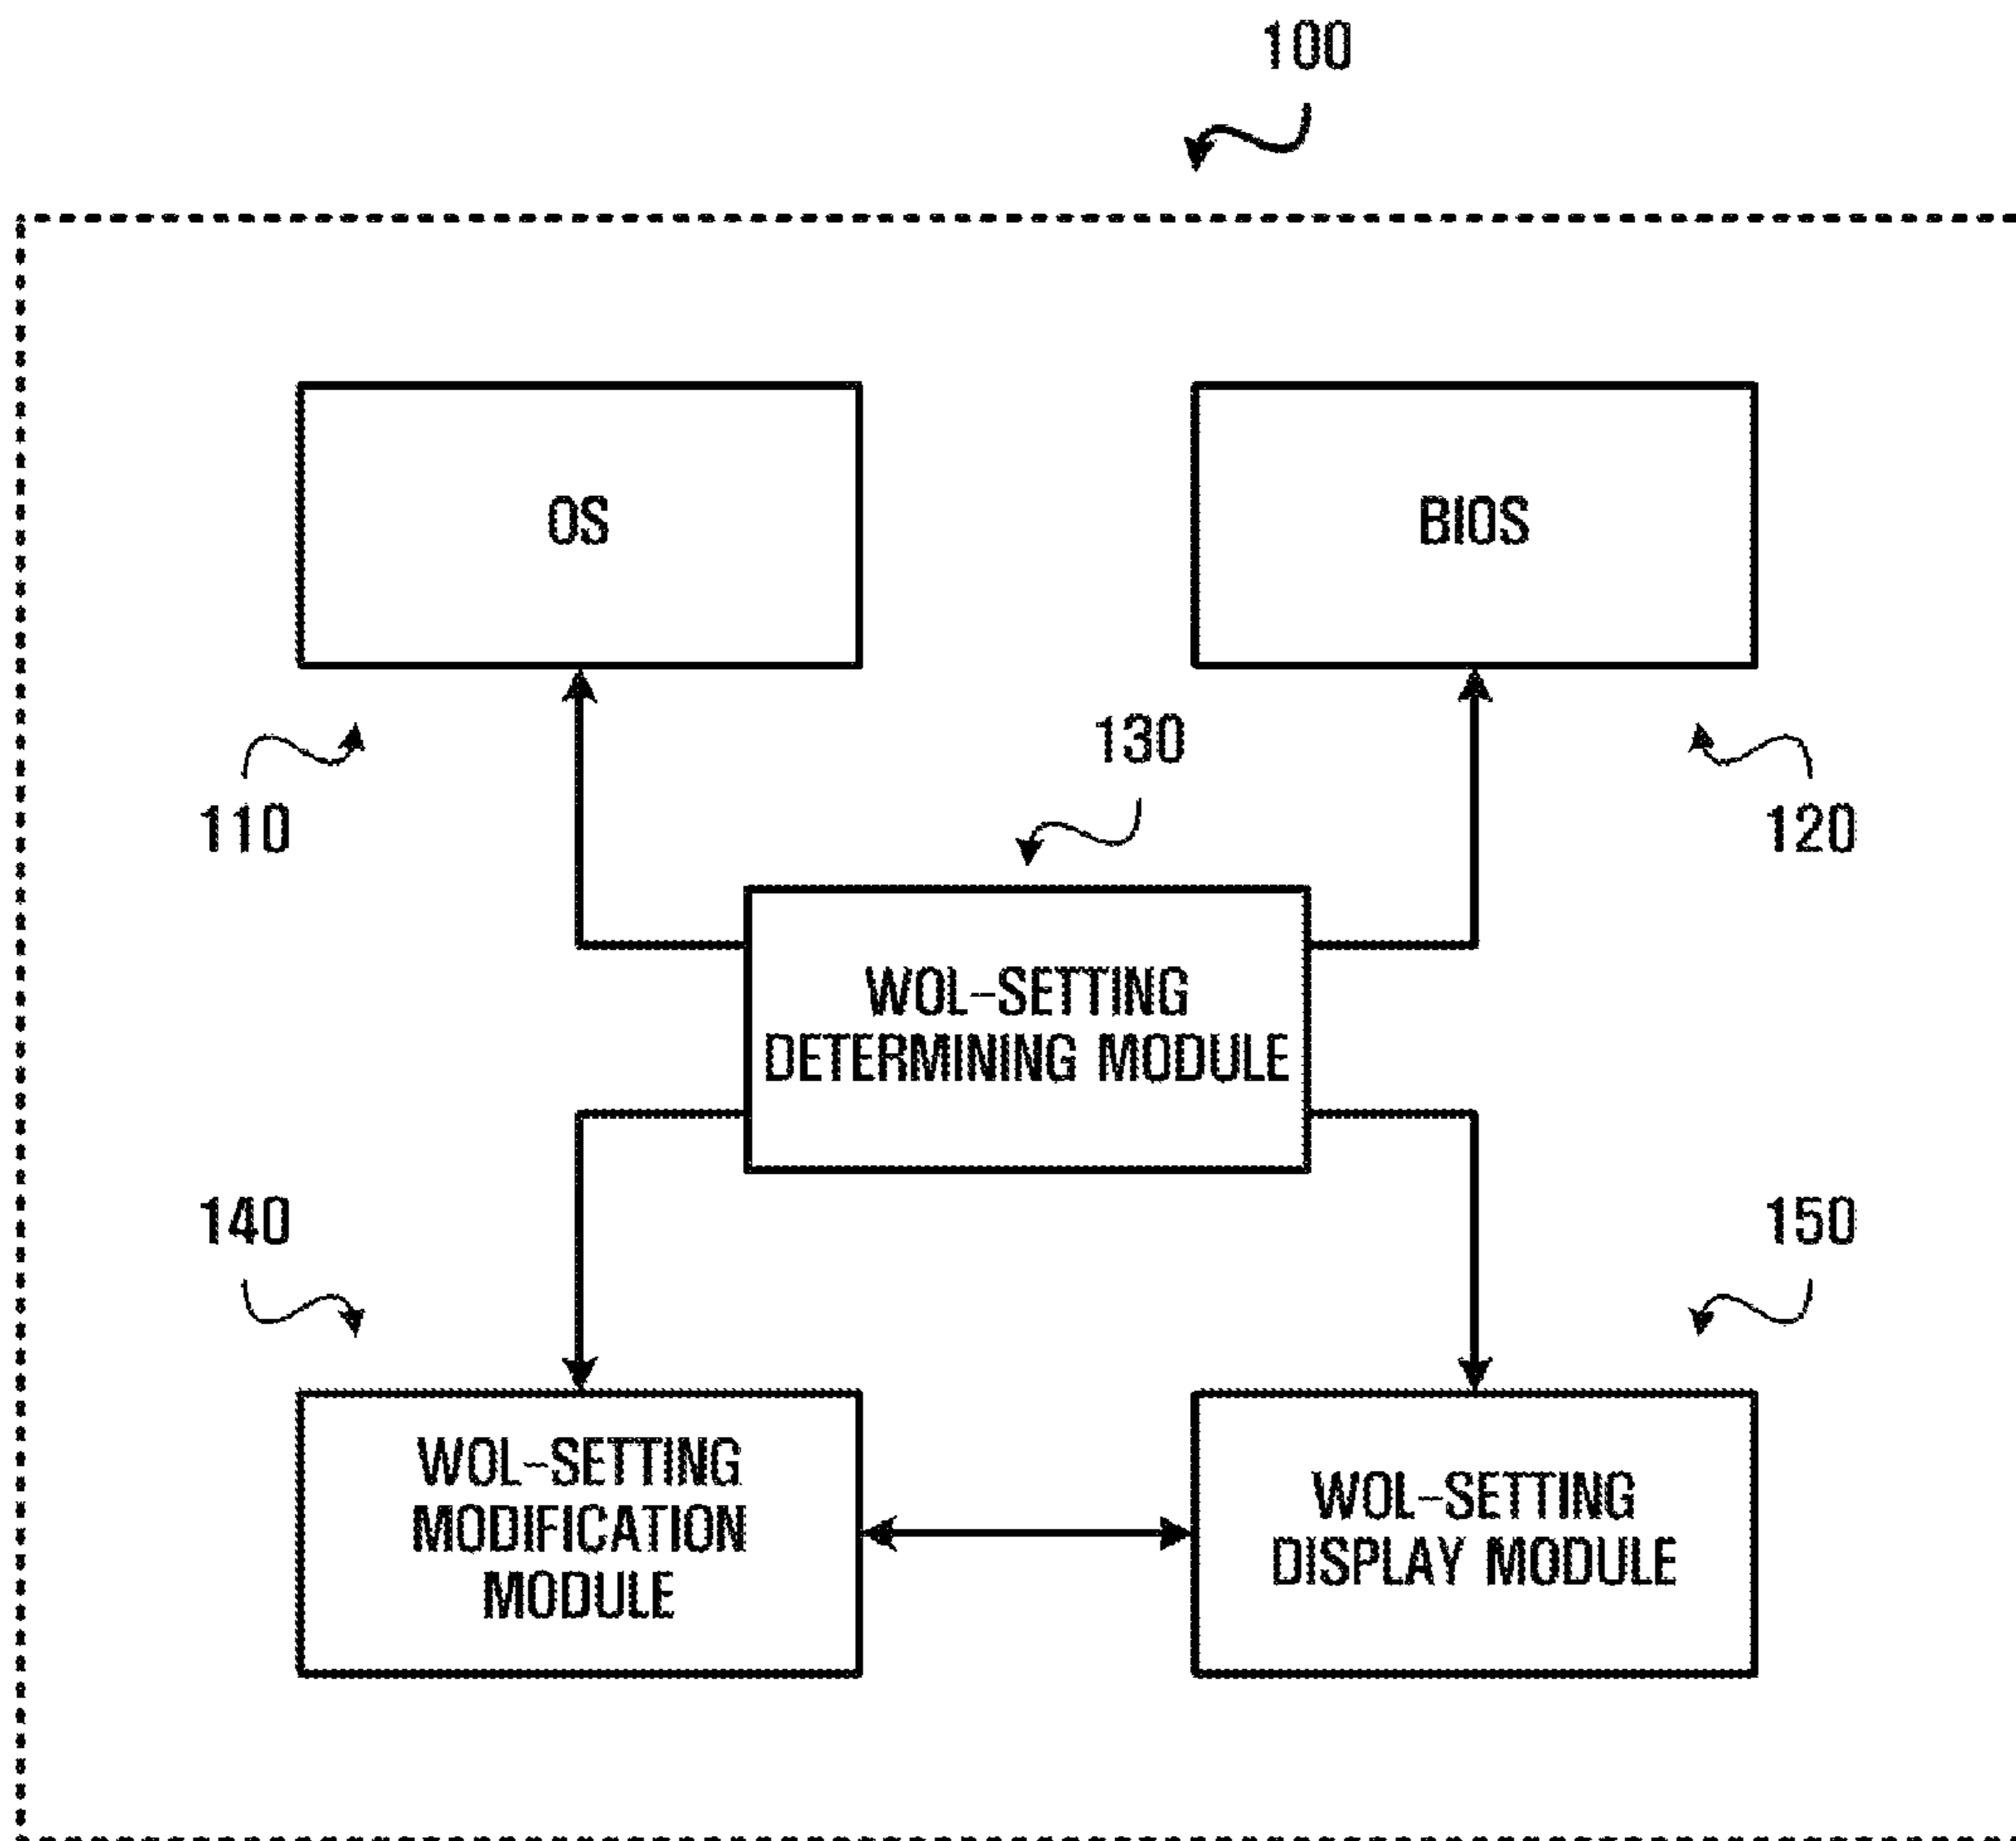 100
OS
BIOS
110
130
120
WOL-SETTING
DETERMINING MODULE
140
150
WOL-SETTING
MODIFICATION
MODULE
WOL-SETTING
DISPLAY MODULE